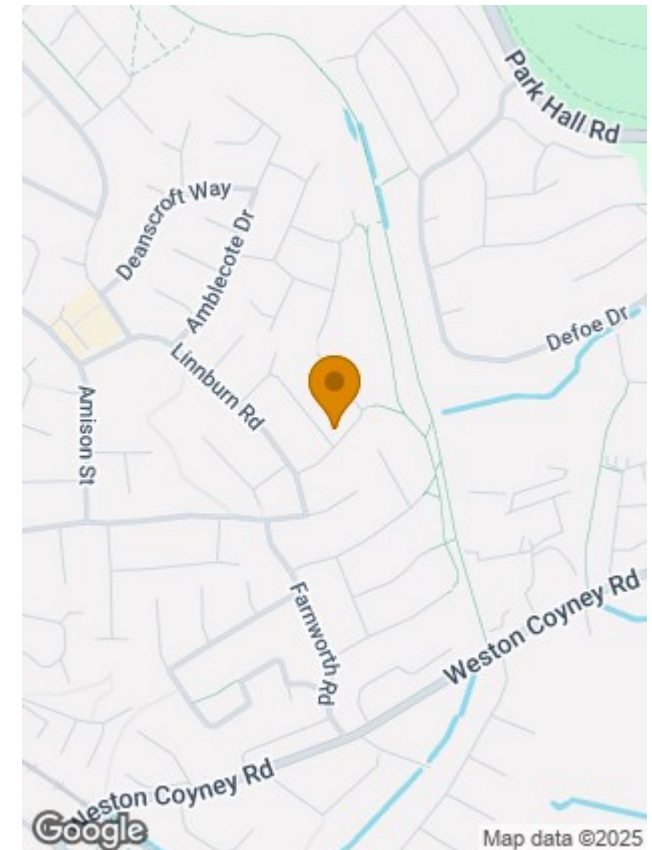 Park Hall Rd
Deanscroft Way
Amblecote Dr
Defoe Dr
Linnburn Rd
Amison St
Weston Coyney Rd
Farnworth Rd
Weston Coyney Rd
Google
Map data ©2025